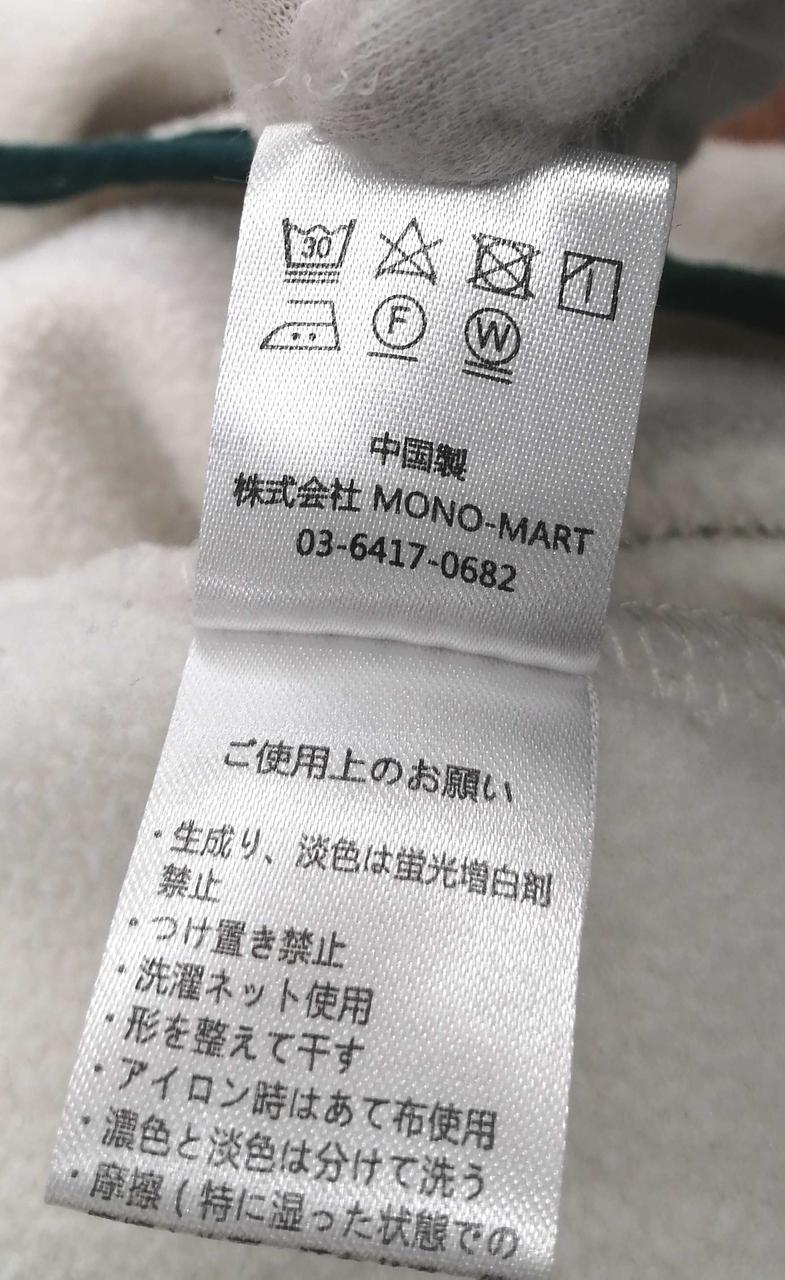 30
F
W
中国製
株式会社 MONO-MART
03-6417-0682
ご使用上のお願い
・生成り、淡色は蛍光増白剤
禁止
・つけ置き禁止
・洗濯ネット使用
・形を整えて干す
・アイロン時はあて布使用
・濃色と淡色は分けて洗う
・摩擦(特に湿った状態での